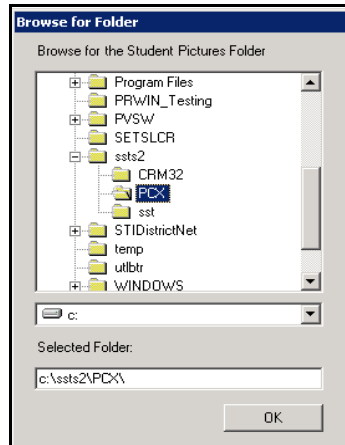 Browse for Folder
Browse for the Student Pictures Folder
Program Files
PRWIN_Testing
PVSW
SETSLCR
ssts2
CRM32
PCX
sst
STIDistrictNet
temp
utlbtr
WINDOWS
c:
Selected Folder:
c:\ssts2\PCX\
OK